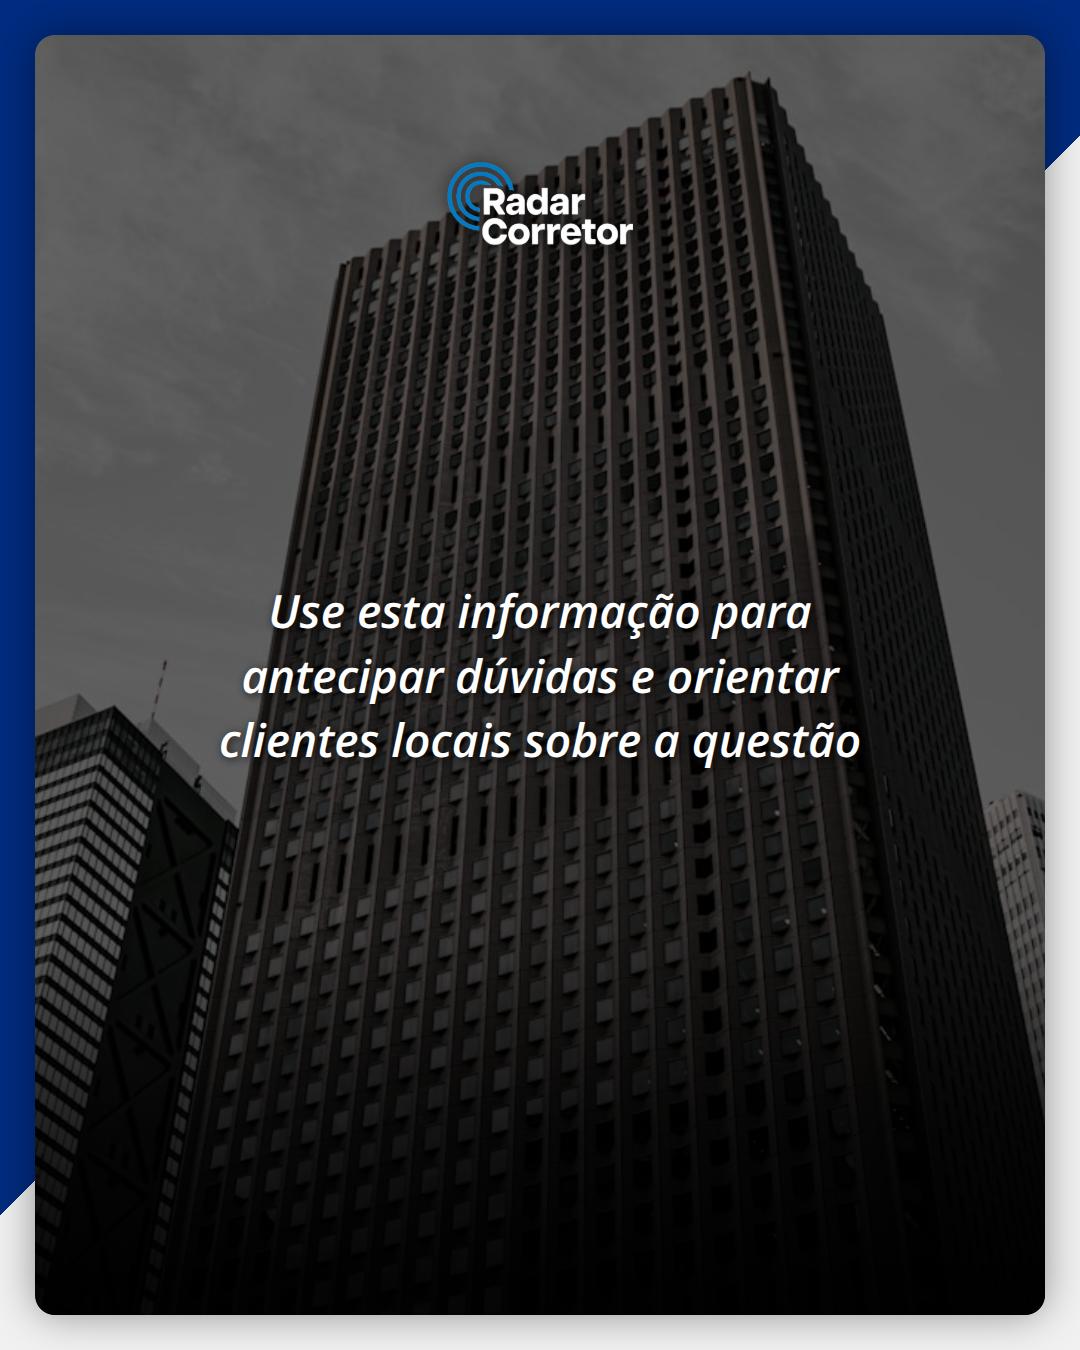 Radar
Corretor
Use esta informação para
antecipar dúvidas e orientar
clientes locais sobre a questão